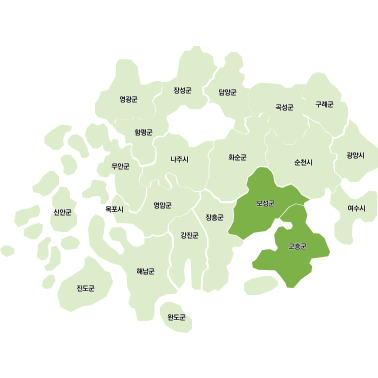 장성군
담양군
영광군
곡성군
구례군
함평군
나주시
화순군
순천시
광양시
무안군
신안군
목포시
영암군
장흥군
보성군
여수시
강진군
고흥군
해남군
진도군
완도군